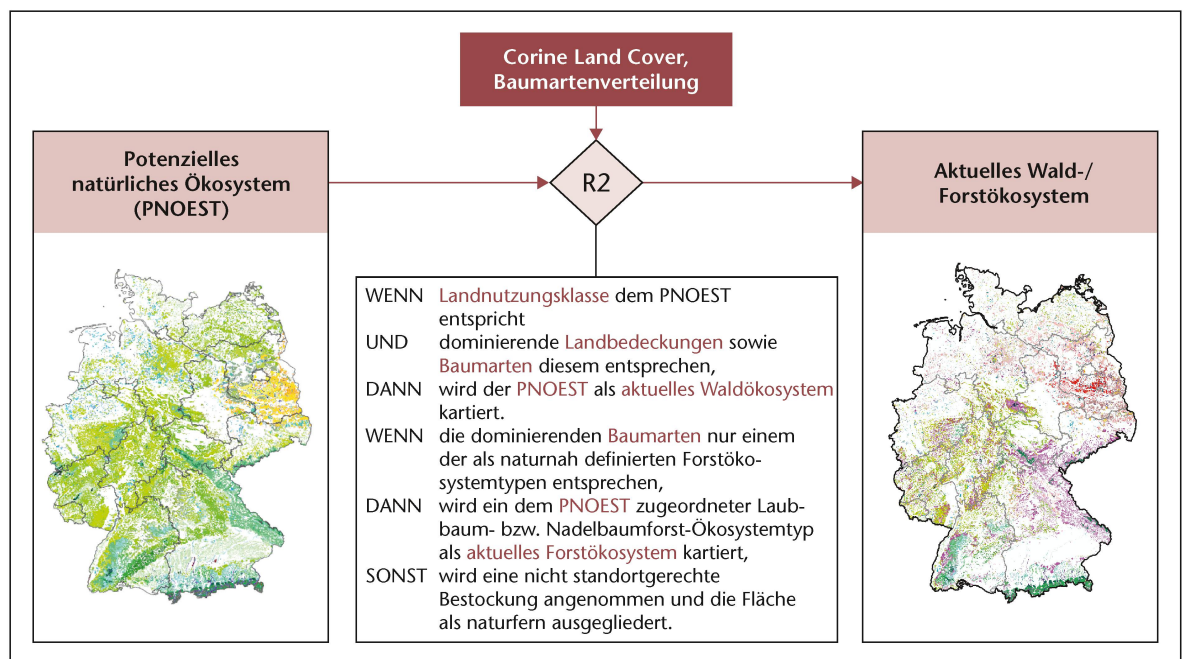 Corine Land Cover,
Baumartenverteilung
Potenzielles
natürliches Ökosystem
(PNOEST)
R2
Aktuelles Wald-/
Forstökosystem
WENN Landnutzungsklasse dem PNOEST
entspricht
UND dominierende Landbedeckungen sowie
Baumarten diesem entsprechen,
DANN wird der PNOEST als aktuelles Waldökosystem
kartiert.
WENN die dominierenden Baumarten nur einem
der als naturnah definierten Forstöko-
systemtypen entsprechen,
DANN wird ein dem PNOEST zugeordneter Laub-
baum- bzw. Nadelbaumforst-Ökosystemtyp
als aktuelles Forstökosystem kartiert,
SONST wird eine nicht standortgerechte
Bestockung angenommen und die Fläche
als naturfern ausgegliedert.